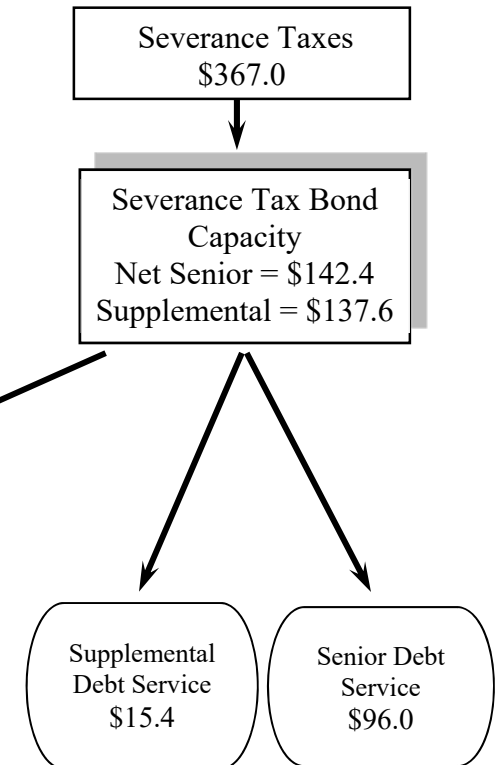 Severance Taxes
$367.0
Severance Tax Bond
Capacity
Net Senior = $142.4
Supplemental = $137.6
Supplemental
Debt Service
$15.4
Senior Debt
Service
$96.0